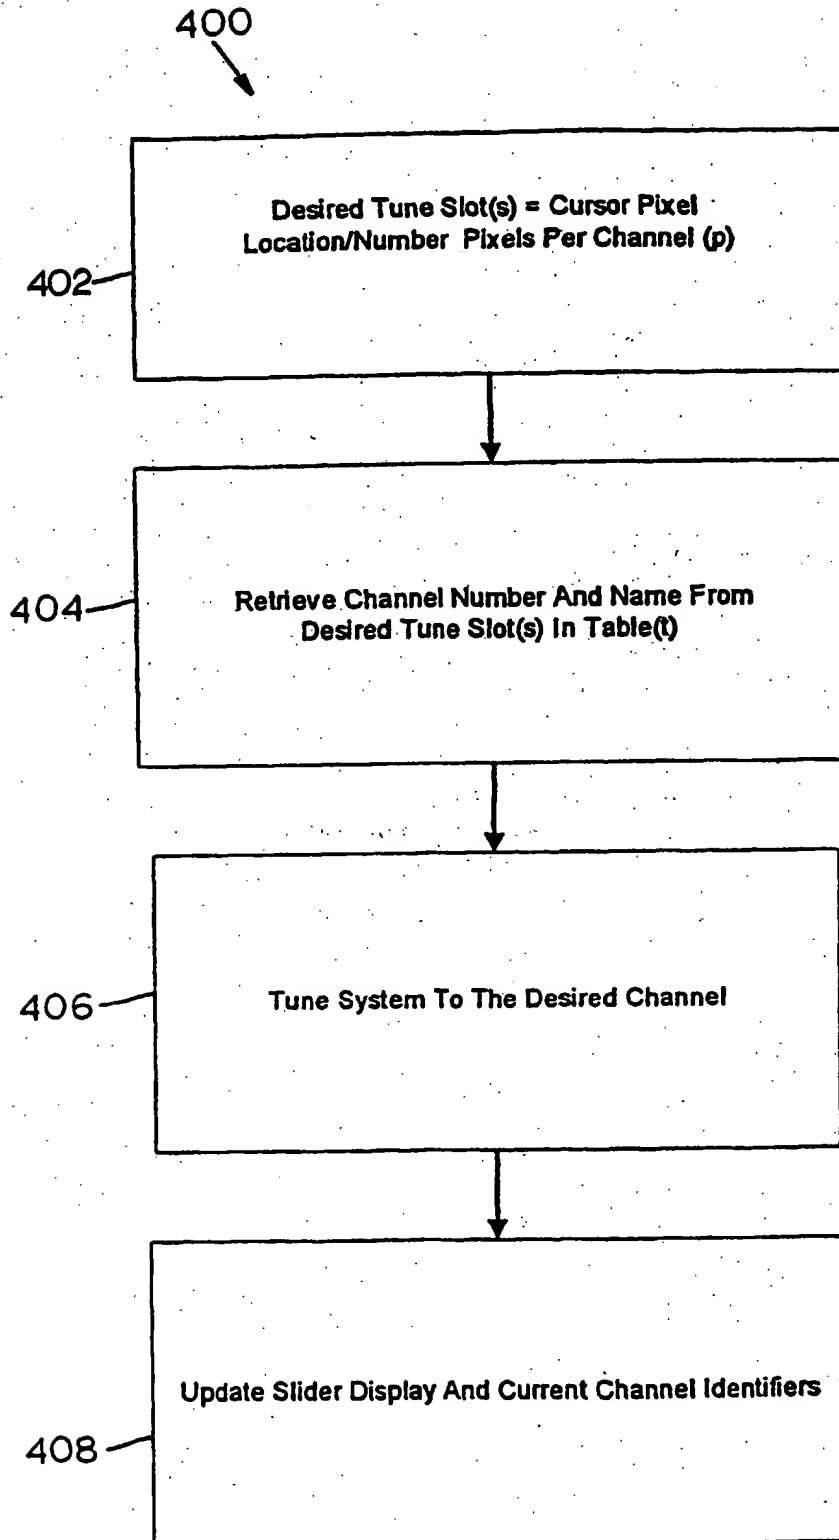 400
Desired Tune Slot(s) = Cursor Pixel
Location/Number Pixels Per Channel (p)
402
Retrieve Channel Number And Name From
Desired Tune Slot(s) In Table(t)
404
Tune System To The Desired Channel
406
Update Slider Display And Current Channel Identifiers
408